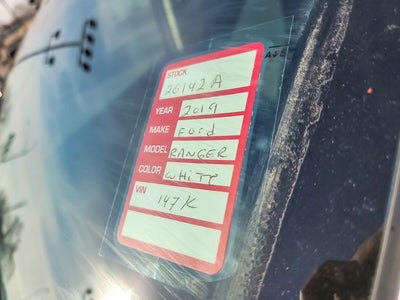 STOCK
26142A
YEAR 2019
MAKE Ford
MODEL RANGER
COLOR WHITE
VIN
147K